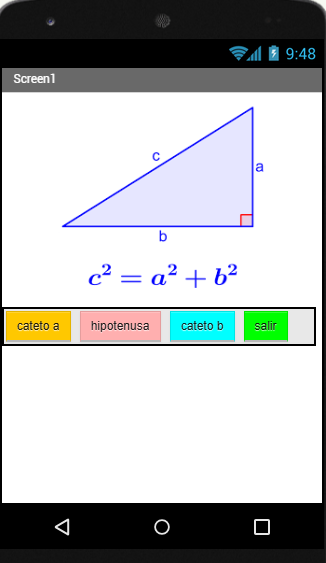 9:48
Screen1
c
a
b
c² = a² + b²
cateto a hipotenusa cateto b salir